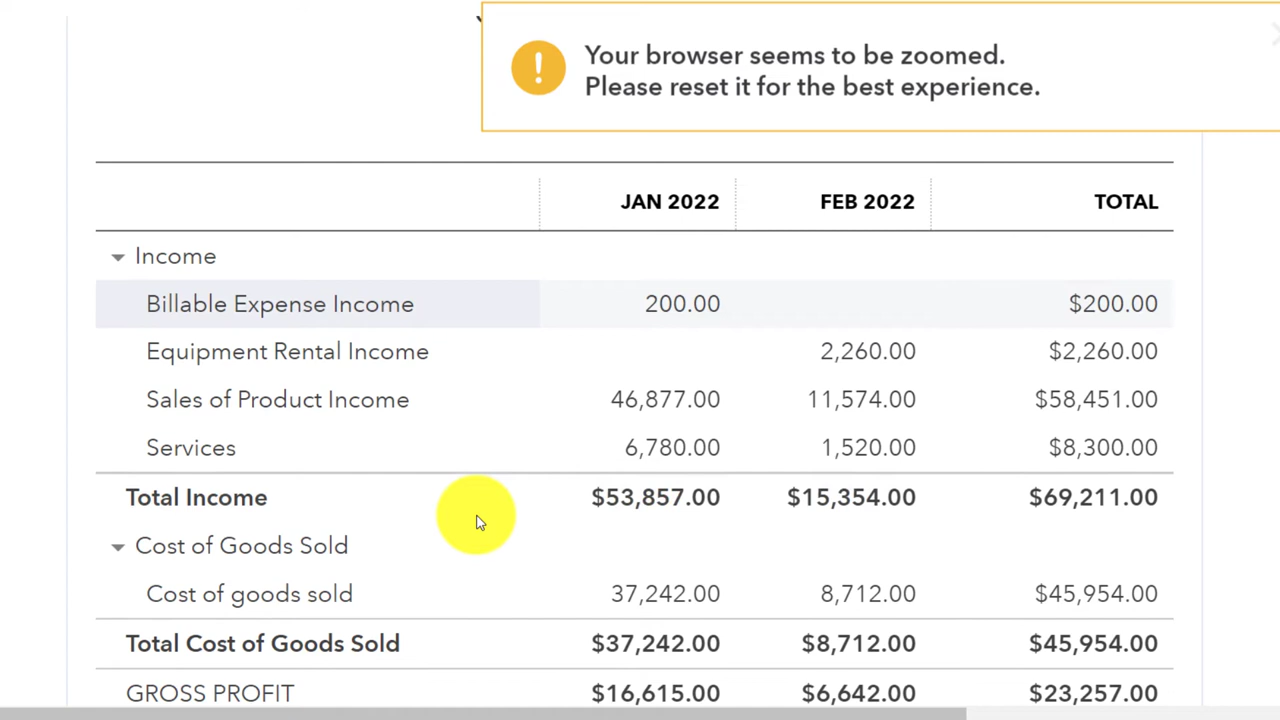 Your browser seems to be zoomed.
Please reset it for the best experience.
JAN 2022 FEB 2022 TOTAL
Income
Billable Expense Income 200.00 $200.00
Equipment Rental Income 2,260.00 $2,260.00
Sales of Product Income 46,877.00 11,574.00 $58,451.00
Services 6,780.00 1,520.00 $8,300.00
Total Income $53,857.00 $15,354.00 $69,211.00
Cost of Goods Sold
Cost of goods sold 37,242.00 8,712.00 $45,954.00
Total Cost of Goods Sold $37,242.00 $8,712.00 $45,954.00
GROSS PROFIT $16,615.00 $6,642.00 $23,257.00